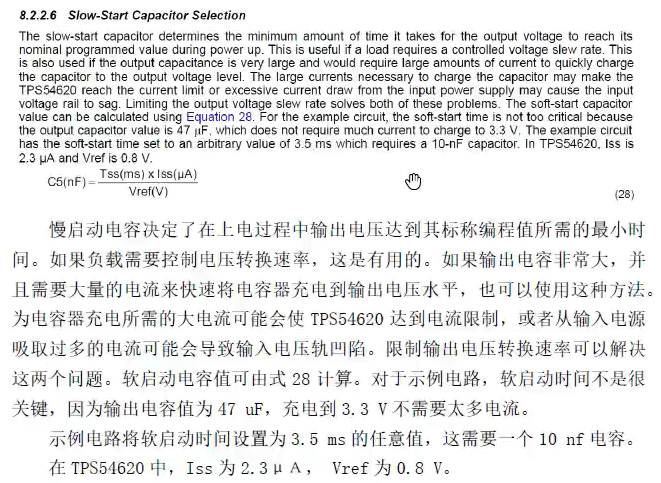 8.2.2.6 Slow-Start Capacitor Selection
The slow-start capacitor determines the minimum amount of time it takes for the output voltage to reach its
nominal programmed value during power up. This is useful if a load requires a controlled voltage slew rate. This
is also used if the output capacitance is very large and would require large amounts of current to quickly charge
the capacitor to the output voltage level. The large currents necessary to charge the capacitor may make the
TPS54620 reach the current limit or excessive current draw from the input power supply may cause the input
voltage rail to sag. Limiting the output voltage slew rate solves both of these problems. The soft-start capacitor
value can be calculated using Equation 28. For the example circuit, the soft-start time is not too critical because
the output capacitor value is 47 μF, which does not require much current to charge to 3.3 V. The example circuit
has the soft-start time set to an arbitrary value of 3.5 ms which requires a 10-nF capacitor. In TPS54620, Iss is
2.3 μA and Vref is 0.8 V.
C5(nF) = Tss(ms) x Iss(μA)
Vref(V)
(28)
慢启动电容决定了在上电过程中输出电压达到其标称编程值所需的最小时
间。如果负载需要控制电压转换速率，这是有用的。如果输出电容非常大，并
且需要大量的电流来快速将电容器充电到输出电压水平，也可以使用这种方法。
为电容器充电所需的大电流可能会使 TPS54620 达到电流限制，或者从输入电源
吸取过多的电流可能会导致输入电压轨凹陷。限制输出电压转换速率可以解决
这两个问题。软启动电容值可由式 28 计算。对于示例电路，软启动时间不是很
关键，因为输出电容值为 47 uF，充电到 3.3 V 不需要太多电流。
示例电路将软启动时间设置为 3.5 ms 的任意值，这需要一个 10 nf 电容。
在 TPS54620 中，Iss 为 2.3μA， Vref 为 0.8 V。